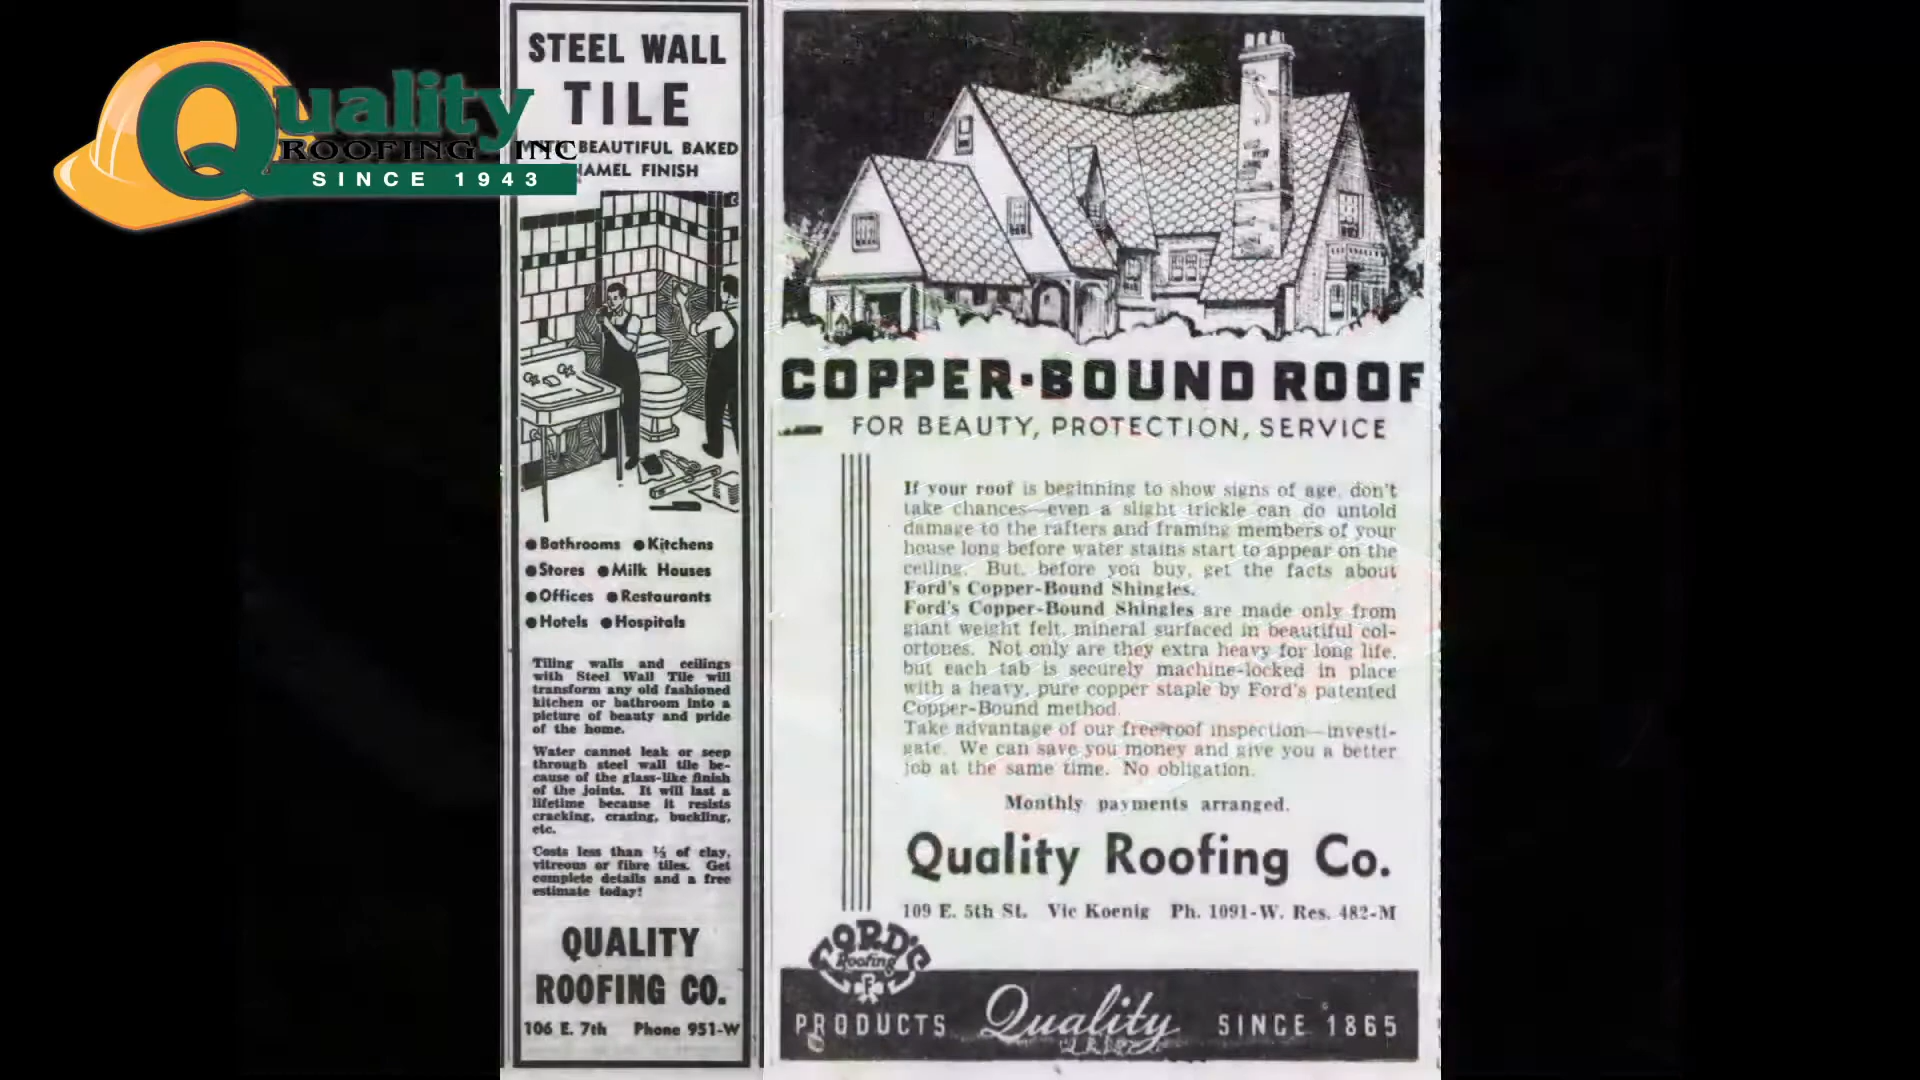 Quality
ROOFING INC
SINCE 1943
STEEL WALL
TILE
BEAUTIFUL BAKED
FINISH
● Bathrooms ● Kitchens
● Stores ● Milk Houses
● Offices ● Restaurants
● Hotels ● Hospitals
Tiling walls and ceilings
with Steel Wall Tile will
transform any old fashioned
kitchen or bathroom into a
picture of beauty and pride
of the home.
Water cannot leak or seep
through steel wall tile be-
cause of the glass-like finish
of the joints. It will last a
lifetime because it resists
cracking, crazing, buckling,
etc.
Costs less than ½ of clay,
vitreous or fibre tiles. Get
complete details and a free
estimate today!
QUALITY
ROOFING CO.
106 E. 7th Phone 951-W
COPPER-BOUND ROOF
FOR BEAUTY, PROTECTION, SERVICE
If your roof is beginning to show signs of age, don't
take chances—even a slight trickle can do untold
damage to the rafters and framing members of your
house long before water stains start to appear on the
ceiling. But, before you buy, get the facts about
Ford's Copper-Bound Shingles.
Ford's Copper-Bound Shingles are made only from
giant weight felt, mineral surfaced in beautiful col-
ortones. Not only are they extra heavy for long life,
but each tab is securely machine-locked in place
with a heavy, pure copper staple by Ford's patented
Copper-Bound method.
Take advantage of our free roof inspection—investi-
gate. We can save you money and give you a better
job at the same time. No obligation.
Monthly payments arranged.
Quality Roofing Co.
109 E. 5th St. Vic Koenig Ph. 1091-W. Res. 482-M
FORD'S
Roofing
F
PRODUCTS Quality SINCE 1865